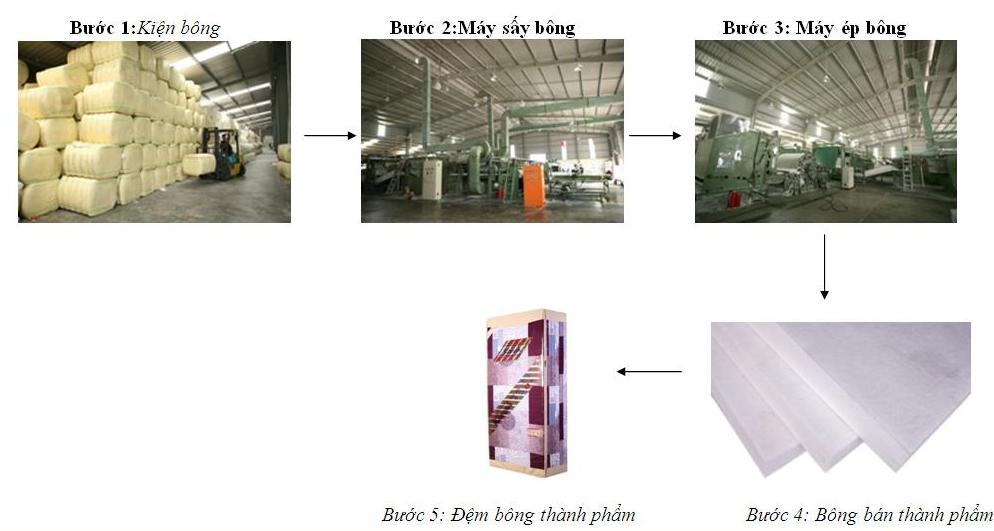 Bước 1:Kiện bông
Bước 2:Máy sấy bông
Bước 3: Máy ép bông
Bước 4: Bông bán thành phẩm
Bước 5: Đệm bông thành phẩm